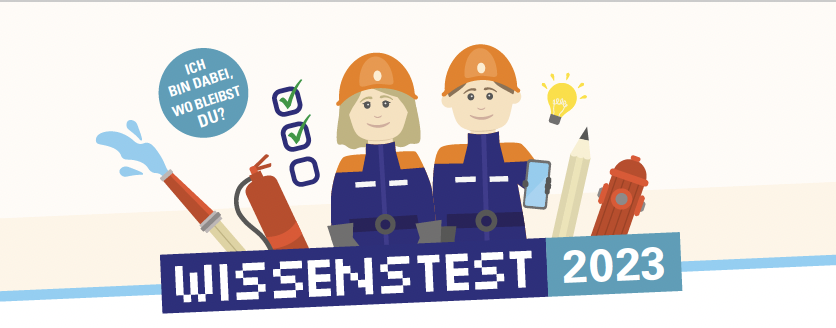 ICH
BIN DABEI,
WO BLEIBST
DU?
WISSENSTEST 2023